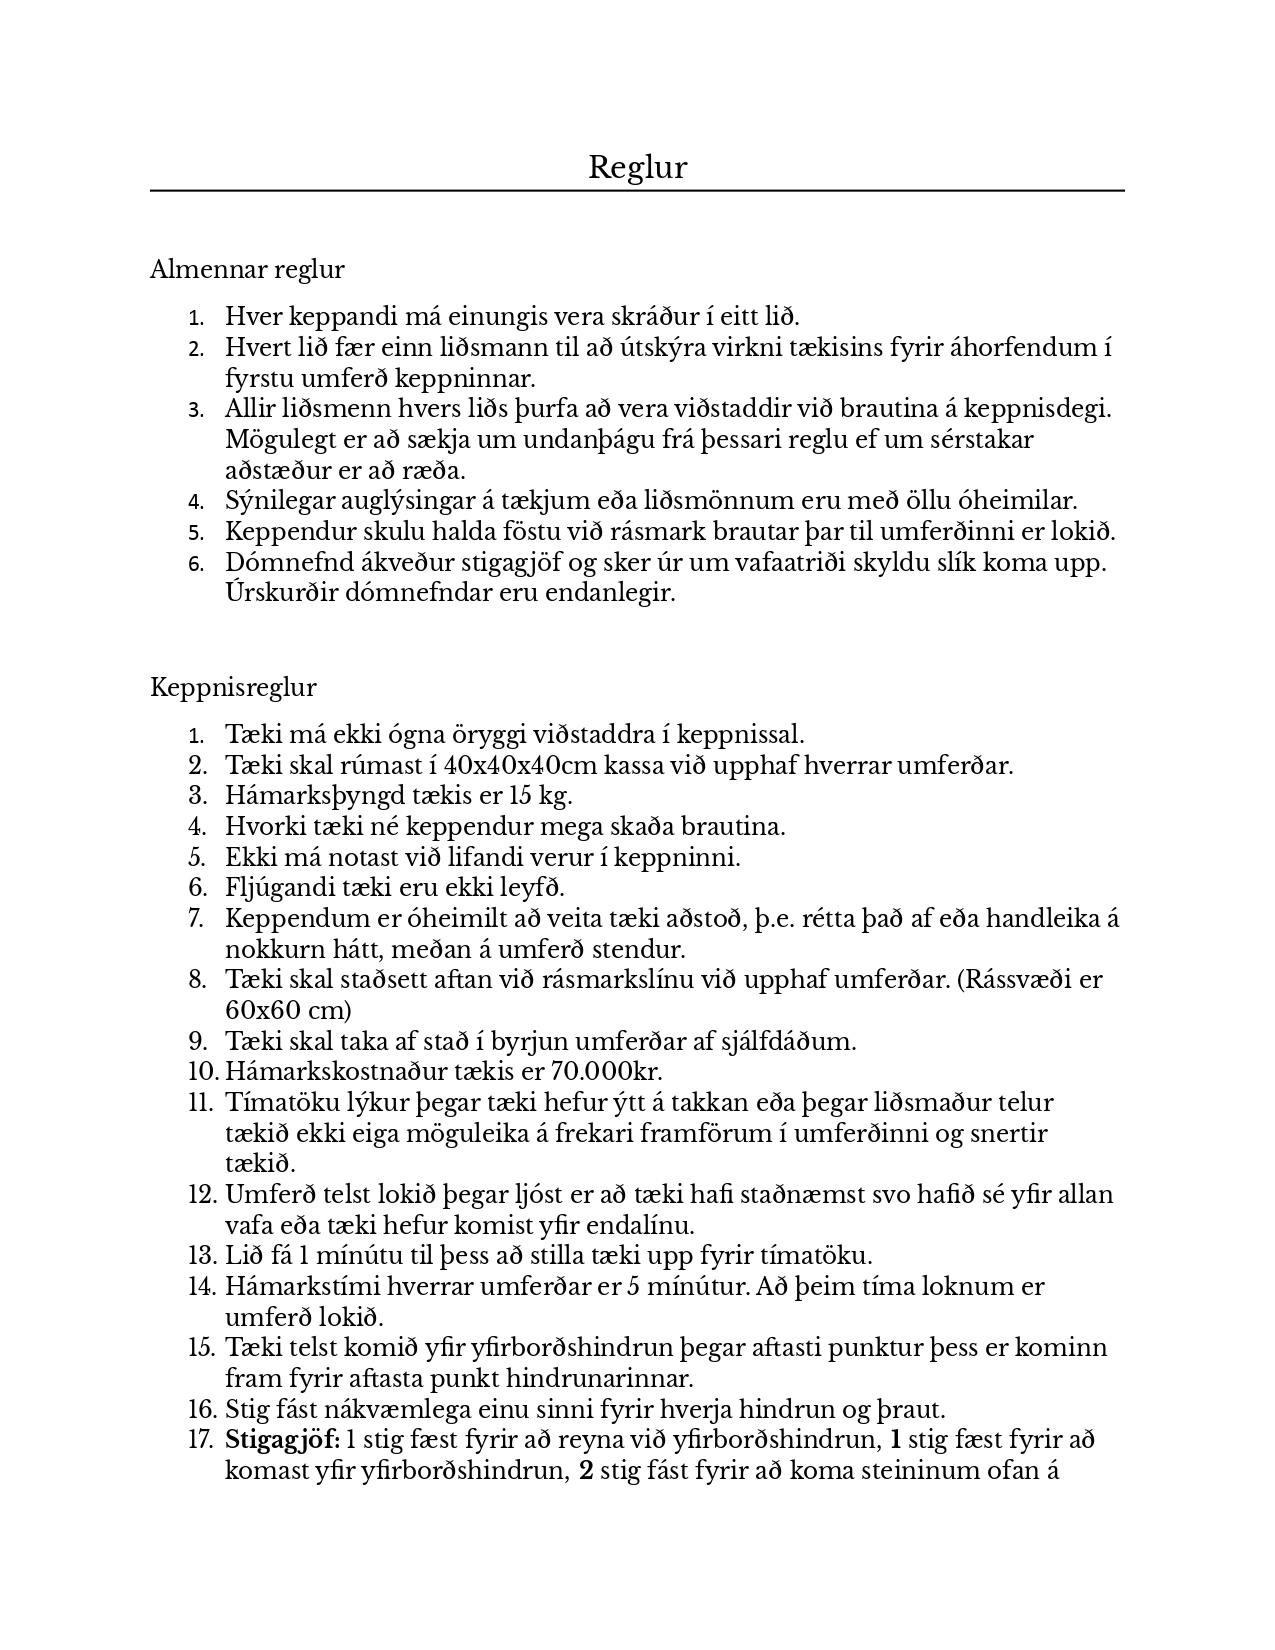 Reglur
Almennar reglur
1. Hver keppandi má einungis vera skráður í eitt lið.
2. Hvert lið fær einn liðsmann til að útskýra virkni tækisins fyrir áhorfendum í
fyrstu umferð keppninnar.
3. Allir liðsmenn hvers liðs þurfa að vera viðstaddir við brautina á keppnisdegi.
Mögulegt er að sækja um undanþágu frá þessari reglu ef um sérstakar
aðstæður er að ræða.
4. Sýnilegar auglýsingar á tækjum eða liðsmönnum eru með öllu óheimilar.
5. Keppendur skulu halda föstu við rásmark brautar þar til umferðinni er lokið.
6. Dómnefnd ákveður stigagjöf og sker úr um vafaatriði skyldu slík koma upp.
Úrskurðir dómnefndar eru endanlegir.
Keppnisreglur
1. Tæki má ekki ógna öryggi viðstaddra í keppnissal.
2. Tæki skal rúmast í 40x40x40cm kassa við upphaf hverrar umferðar.
3. Hámarksþyngd tækis er 15 kg.
4. Hvorki tæki né keppendur mega skaða brautina.
5. Ekki má notast við lifandi verur í keppninni.
6. Fljúgandi tæki eru ekki leyfð.
7. Keppendum er óheimilt að veita tæki aðstoð, þ.e. rétta það af eða handleika á
nokkurn hátt, meðan á umferð stendur.
8. Tæki skal staðsett aftan við rásmarkslínu við upphaf umferðar. (Rássvæði er
60x60 cm)
9. Tæki skal taka af stað í byrjun umferðar af sjálfdáðum.
10. Hámarkskostnaður tækis er 70.000kr.
11. Tímatöku lýkur þegar tæki hefur ýtt á takkan eða þegar liðsmaður telur
tækið ekki eiga möguleika á frekari framförum í umferðinni og snertir
tækið.
12. Umferð telst lokið þegar ljóst er að tæki hafi staðnæmst svo hafið sé yfir allan
vafa eða tæki hefur komist yfir endalínu.
13. Lið fá 1 mínútu til þess að stilla tæki upp fyrir tímatöku.
14. Hámarkstími hverrar umferðar er 5 mínútur. Að þeim tíma loknum er
umferð lokið.
15. Tæki telst komið yfir yfirborðshindrun þegar aftasti punktur þess er kominn
fram fyrir aftasta punkt hindrunarinnar.
16. Stig fást nákvæmlega einu sinni fyrir hverja hindrun og þraut.
17. Stigagjöf: 1 stig fæst fyrir að reyna við yfirborðshindrun, 1 stig fæst fyrir að
komast yfir yfirborðshindrun, 2 stig fást fyrir að koma steininum ofan á